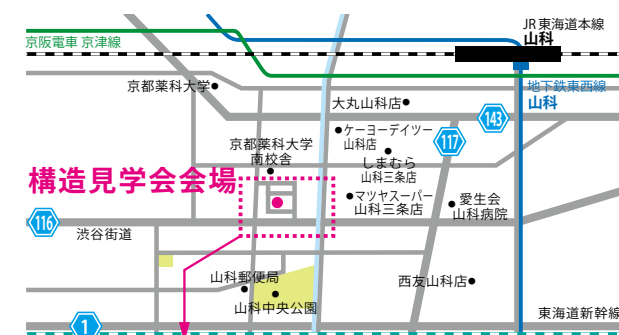 JR東海道本線
山科
京阪電車 京津線
京都薬科大学
地下鉄東西線
山科
大丸山科店
143
ケーヨーデイツー
山科店
117
京都薬科大学
南校舎
しまむら
山科三条店
構造見学会会場
マツヤスーパー
山科三条店
愛生会
山科病院
116
渋谷街道
山科郵便局
西友山科店
山科中央公園
東海道新幹線
1